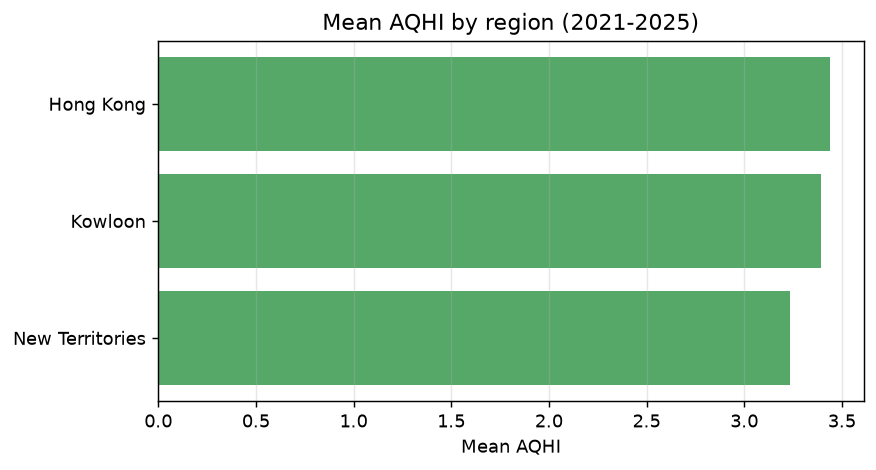 Mean AQHI by region (2021-2025)
Hong Kong
Kowloon
New Territories
0.0 0.5 1.0 1.5 2.0 2.5 3.0 3.5
Mean AQHI